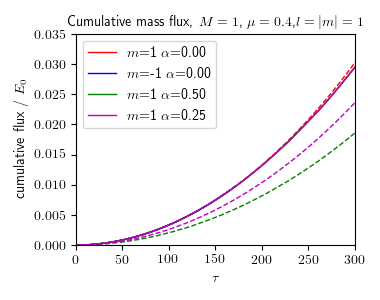 Cumulative mass flux, M = 1, μ = 0.4,l = |m| = 1
0.035
0.030
0.025
0.020
0.015
0.010
0.005
0.000
cumulative flux / E₀
m=1 α=0.00
m=-1 α=0.00
m=1 α=0.50
m=1 α=0.25
0 50 100 150 200 250 300
τ